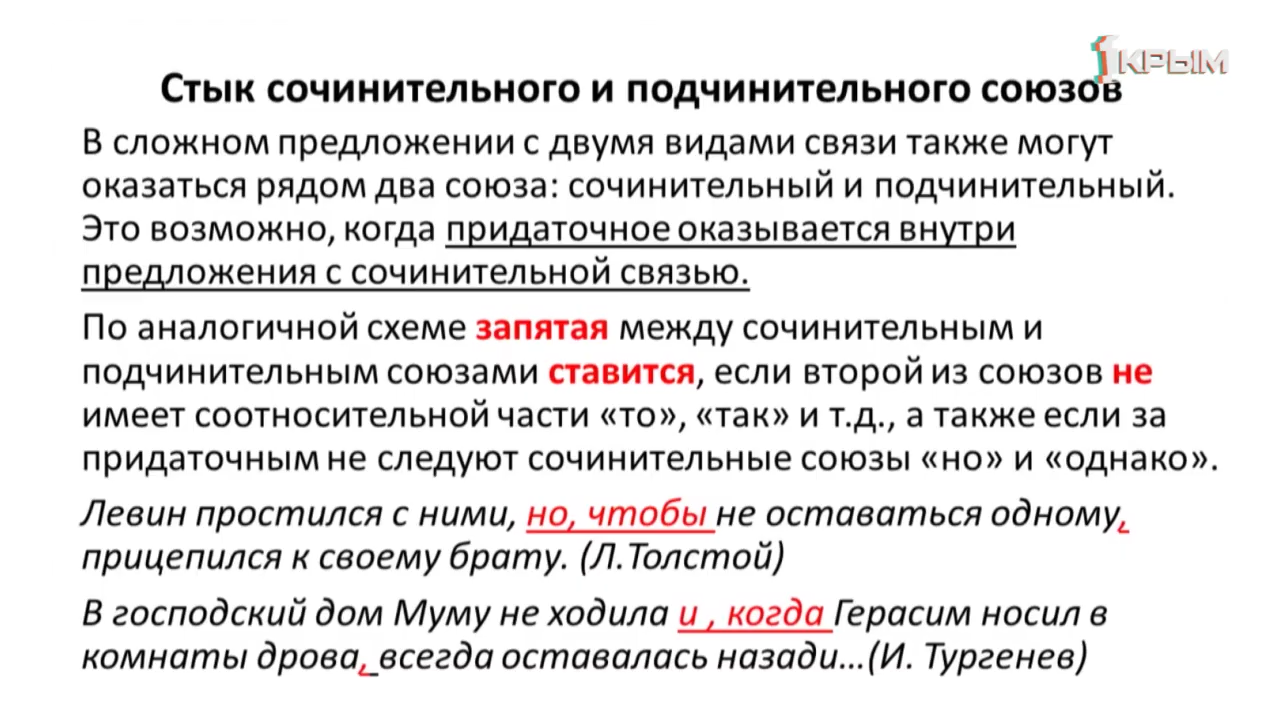 1КРЫМ
Стык сочинительного и подчинительного союзов
В сложном предложении с двумя видами связи также могут
оказаться рядом два союза: сочинительный и подчинительный.
Это возможно, когда придаточное оказывается внутри
предложения с сочинительной связью.
По аналогичной схеме запятая между сочинительным и
подчинительным союзами ставится, если второй из союзов не
имеет соотносительной части «то», «так» и т.д., а также если за
придаточным не следуют сочинительные союзы «но» и «однако».
Левин простился с ними, но, чтобы не оставаться одному,
прицепился к своему брату. (Л.Толстой)
В господский дом Муму не ходила и , когда Герасим носил в
комнаты дрова, всегда оставалась назади...(И. Тургенев)